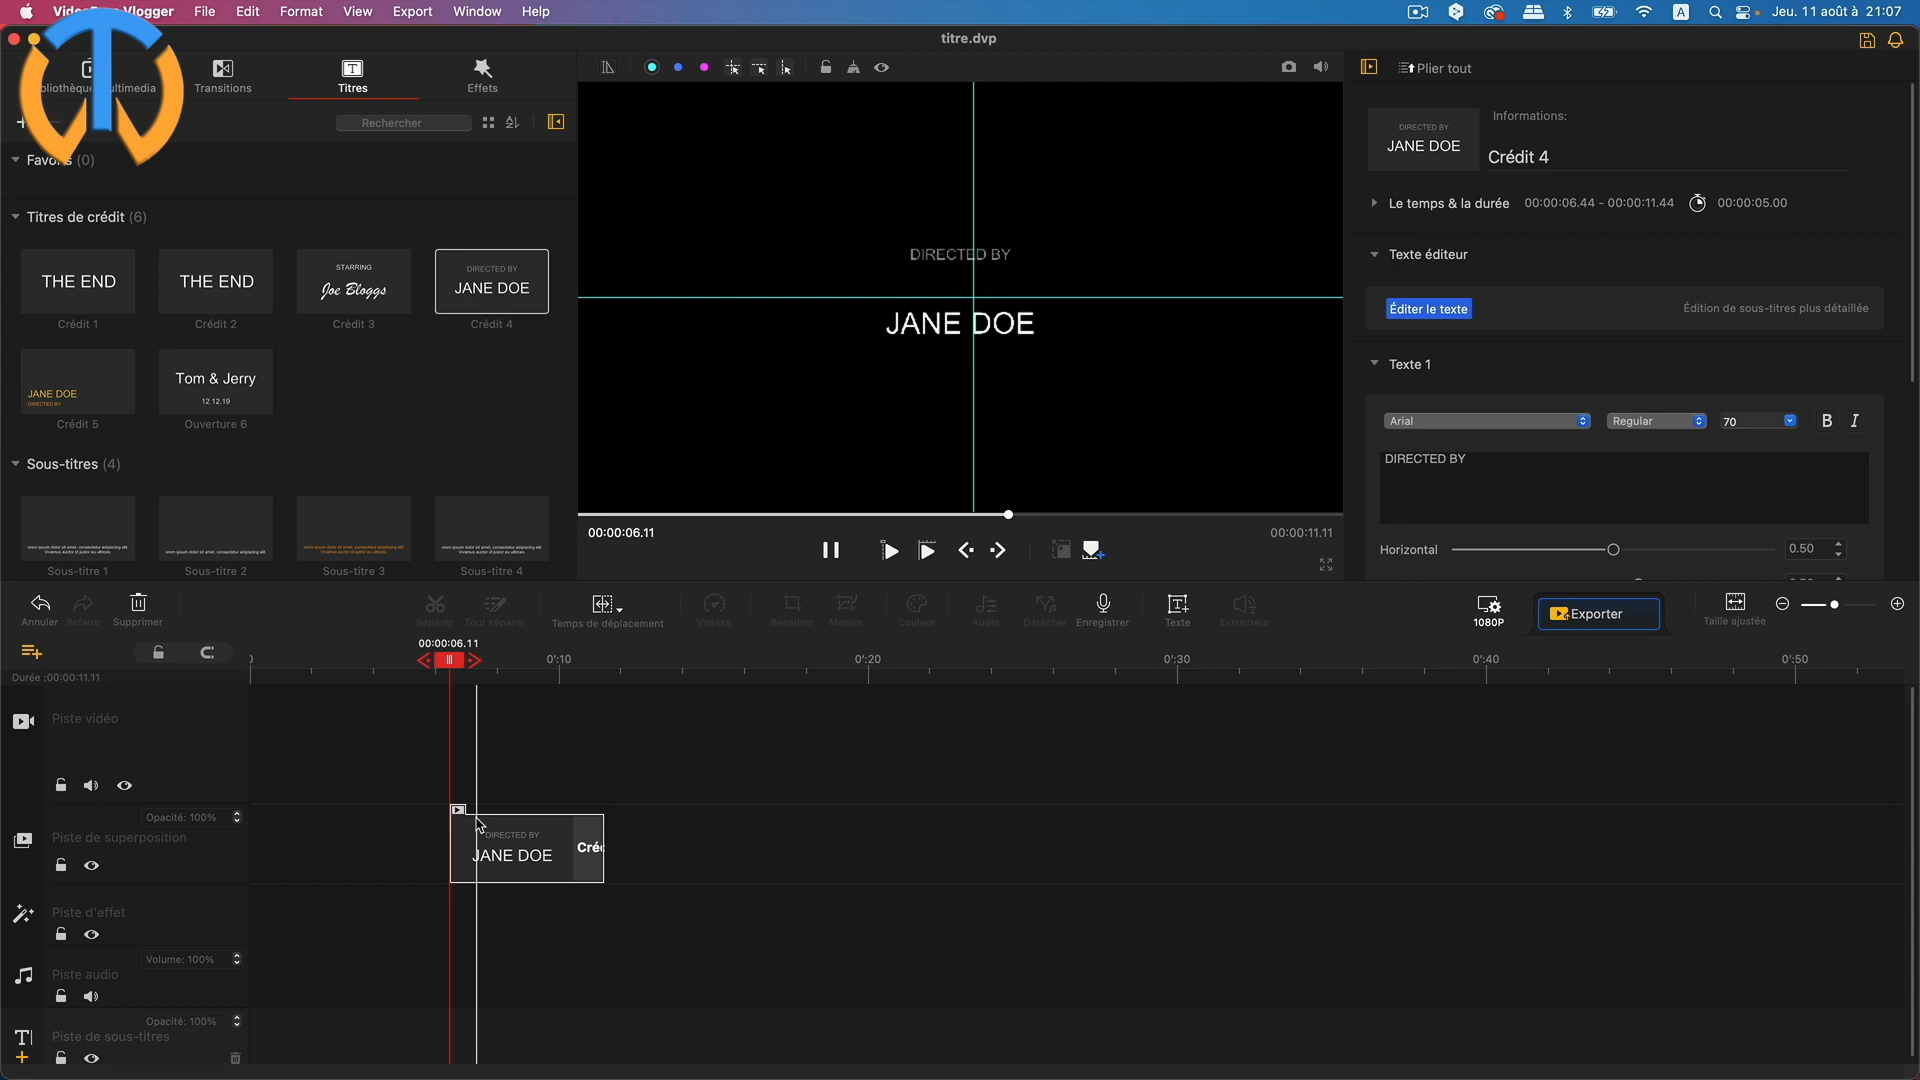 Vlogger File Edit Format View Export Window Help
A Jeu. 11 août à 21:07
titre.dvp
Transitions Titres Effets
Rechercher
Plier tout
Favoris (0)
Titres de crédit (6)
THE END
THE END
STARRING
Joe Bloggs
DIRECTED BY
JANE DOE
Crédit 1 Crédit 2 Crédit 3 Crédit 4
JANE DOE
DIRECTED BY
Tom & Jerry
12.12.19
Crédit 5 Ouverture 6
Sous-titres (4)
Sous-titre 1 Sous-titre 2 Sous-titre 3 Sous-titre 4
DIRECTED BY
JANE DOE
00:00:06.11 00:00:11.11
DIRECTED BY
JANE DOE
Informations:
Crédit 4
Le temps & la durée 00:00:06.44 - 00:00:11.44 00:00:05.00
Texte éditeur
Éditer le texte Édition de sous-titres plus détaillée
Texte 1
Arial Regular 70 B I
DIRECTED BY
Horizontal 0.50
Annuler Refaire Supprimer Séparer Tout séparer Temps de déplacement Vitesse Recadrer Motion Couleur Audio Détacher Enregistrer Texte Extracteur 1080P Exporter Taille ajustée
00:00:06.11
0':10 0':20 0':30 0':40 0':50
Durée :00:00:11.11
Piste vidéo
Opacité: 100%
Piste de superposition
DIRECTED BY
JANE DOE
Créd
Piste d'effet
Volume: 100%
Piste audio
Opacité: 100%
Piste de sous-titres